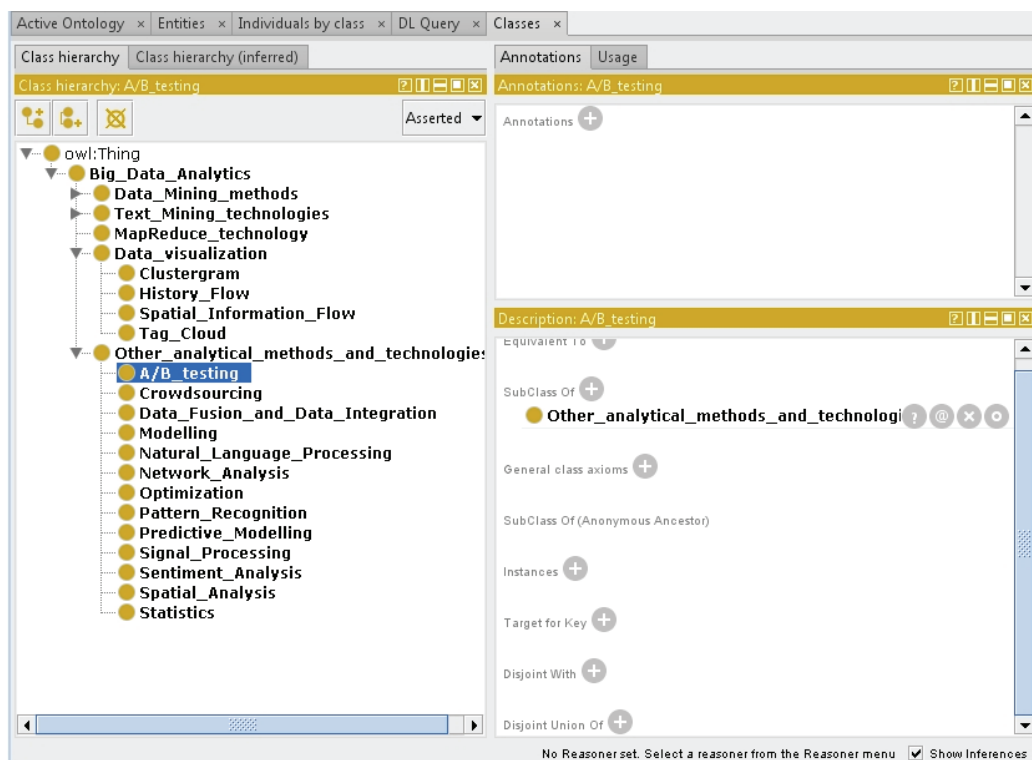 Active Ontology × Entities × Individuals by class × DL Query × Classes ×
Class hierarchy Class hierarchy (inferred)
Class hierarchy: A/B_testing
Asserted
owl:Thing
Big_Data_Analytics
Data_Mining_methods
Text_Mining_technologies
MapReduce_technology
Data_visualization
Clustergram
History_Flow
Spatial_Information_Flow
Tag_Cloud
Other_analytical_methods_and_technologies
A/B_testing
Crowdsourcing
Data_Fusion_and_Data_Integration
Modelling
Natural_Language_Processing
Network_Analysis
Optimization
Pattern_Recognition
Predictive_Modelling
Signal_Processing
Sentiment_Analysis
Spatial_Analysis
Statistics
Annotations Usage
Annotations: A/B_testing
Annotations
Description: A/B_testing
Equivalent To
SubClass Of
Other_analytical_methods_and_technologi
General class axioms
SubClass Of (Anonymous Ancestor)
Instances
Target for Key
Disjoint With
Disjoint Union Of
No Reasoner set. Select a reasoner from the Reasoner menu Show Inferences